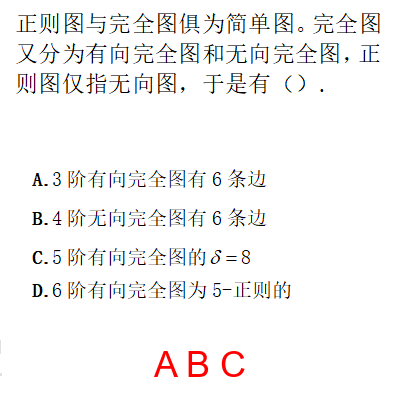 正则图与完全图俱为简单图。完全图
又分为有向完全图和无向完全图，正
则图仅指无向图，于是有（）.
A.3 阶有向完全图有 6 条边
B.4 阶无向完全图有 6 条边
C.5 阶有向完全图的 δ = 8
D.6 阶有向完全图为 5-正则的
A B C